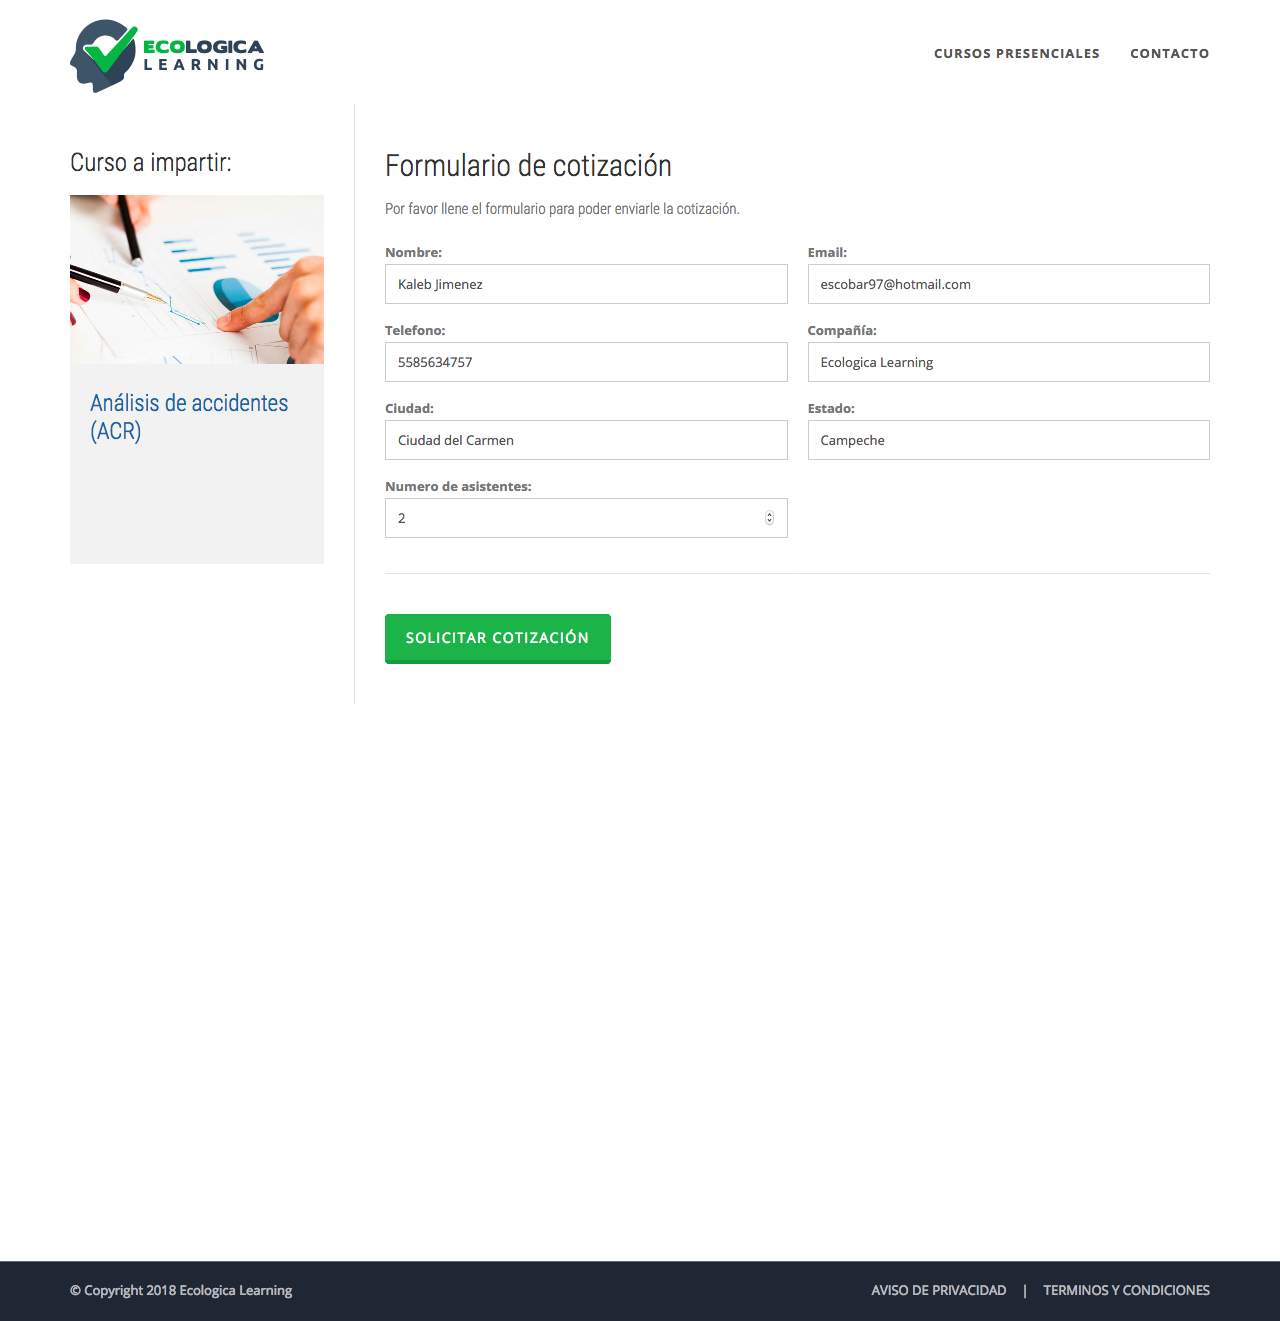 ECOLOGICA
LEARNING
CURSOS PRESENCIALES
CONTACTO
Curso a impartir:
Análisis de accidentes
(ACR)
Formulario de cotización
Por favor llene el formulario para poder enviarle la cotización.
Nombre:
Kaleb Jimenez
Email:
escobar97@hotmail.com
Telefono:
5585634757
Compañía:
Ecologica Learning
Ciudad:
Ciudad del Carmen
Estado:
Campeche
Numero de asistentes:
2
SOLICITAR COTIZACIÓN
© Copyright 2018 Ecologica Learning
AVISO DE PRIVACIDAD | TERMINOS Y CONDICIONES